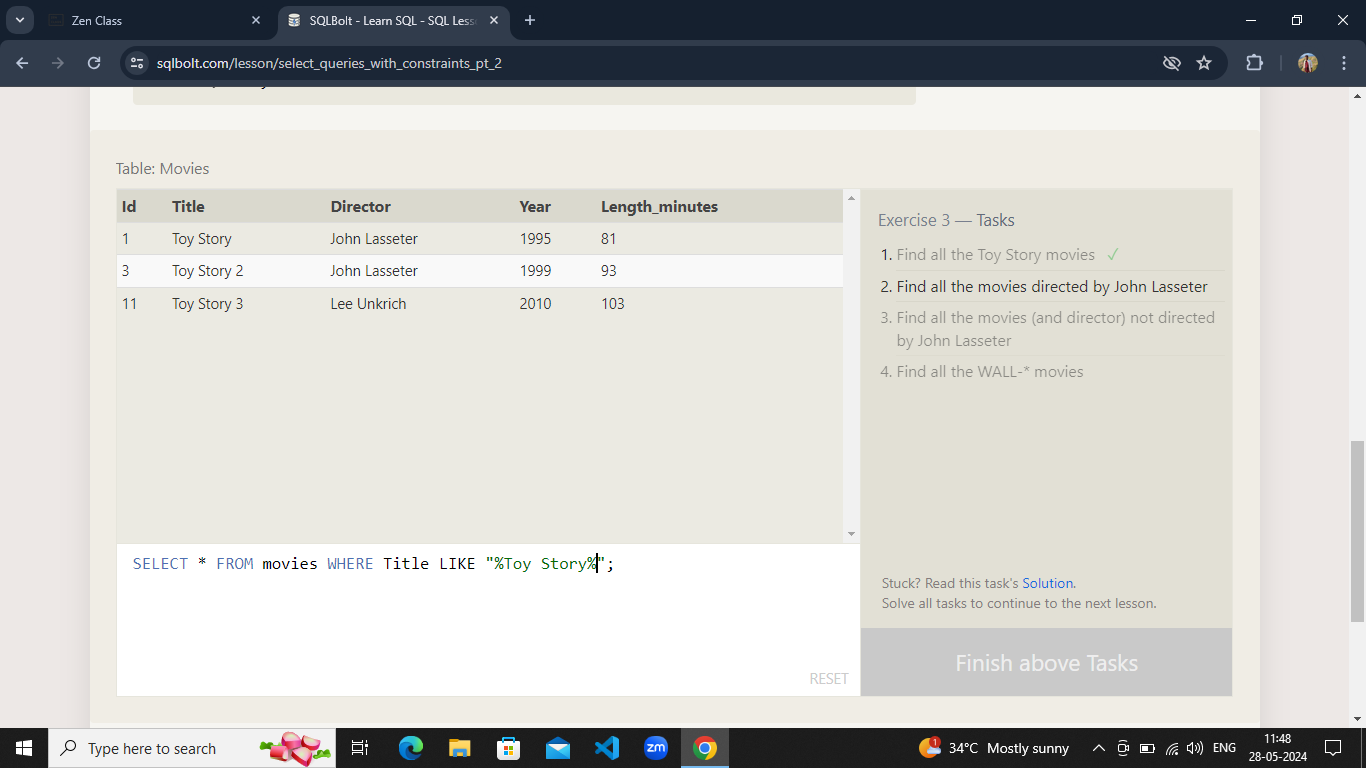 Zen Class
SQLBolt - Learn SQL - SQL Less
sqlbolt.com/lesson/select_queries_with_constraints_pt_2
Table: Movies
Id Title Director Year Length_minutes
1 Toy Story John Lasseter 1995 81
3 Toy Story 2 John Lasseter 1999 93
11 Toy Story 3 Lee Unkrich 2010 103
Exercise 3 — Tasks
1. Find all the Toy Story movies ✓
2. Find all the movies directed by John Lasseter
3. Find all the movies (and director) not directed
by John Lasseter
4. Find all the WALL-* movies
SELECT * FROM movies WHERE Title LIKE "%Toy Story%";
RESET
Stuck? Read this task's Solution.
Solve all tasks to continue to the next lesson.
Finish above Tasks
Type here to search
zm
1
34°C Mostly sunny
ENG
11:48
28-05-2024